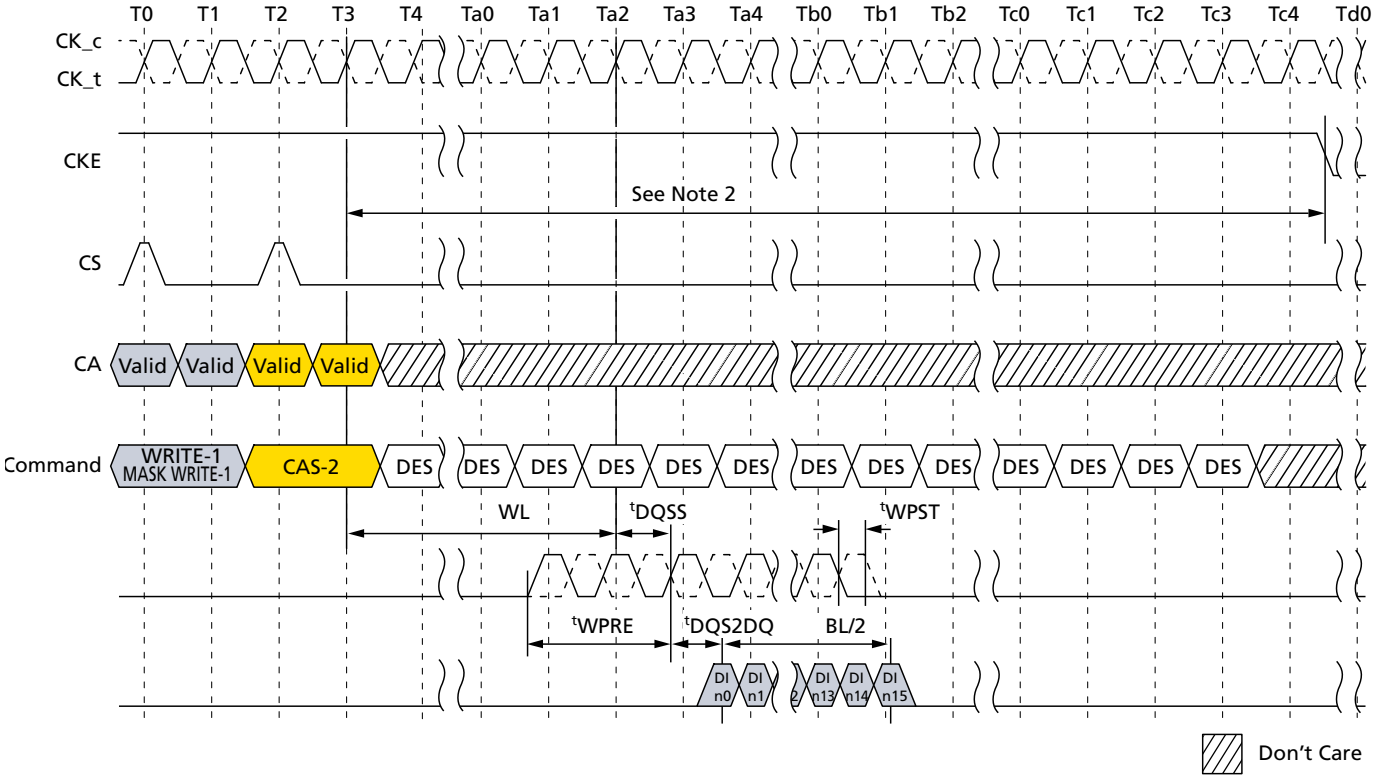 T0 T1 T2 T3 T4 Ta0 Ta1 Ta2 Ta3 Ta4 Tb0 Tb1 Tb2 Tc0 Tc1 Tc2 Tc3 Tc4 Td0
CK_c
CK_t
CKE
See Note 2
CS
CA Valid Valid Valid Valid
Command WRITE-1 MASK WRITE-1 CAS-2 DES DES DES DES DES DES DES DES DES DES DES DES DES
WL tDQSS tWPST
tWPRE tDQS2DQ BL/2
DI n0 DI n1 2 DI n13 DI n14 DI n15
Don't Care